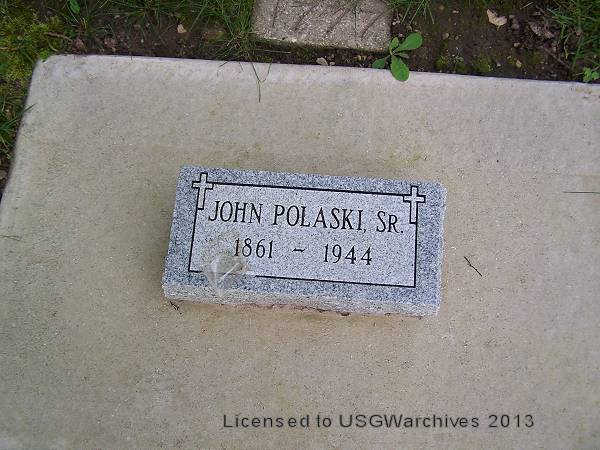 JOHN POLASKI, SR.
1861 ~ 1944
Licensed to USGWarchives 2013